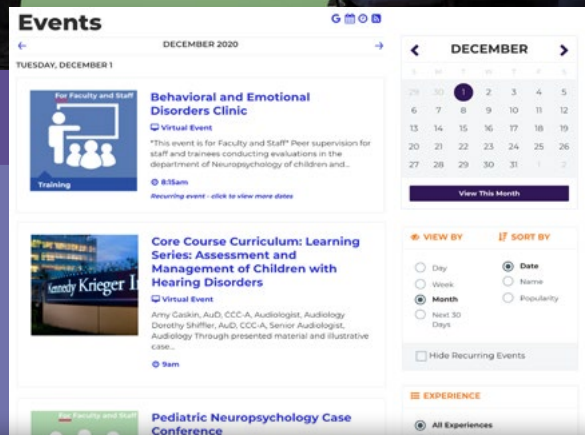 Events
G
DECEMBER 2020
TUESDAY, DECEMBER 1
For Faculty and Staff
Training
Behavioral and Emotional
Disorders Clinic
Virtual Event
"This event is for Faculty and Staff* Peer supervision for
staff and trainees conducting evaluations in the
department of Neuropsychology of children and...
8:15am
Recurring event - click to view more dates
Kennedy Krieger
Core Course Curriculum: Learning
Series: Assessment and
Management of Children with
Hearing Disorders
Virtual Event
Amy Gaskin, AuD, CCC-A, Audiologist, Audiology
Dorothy Shiffler, AuD, CCC-A, Senior Audiologist,
Audiology Through presented material and illustrative
case...
9am
For Faculty and Staff
Pediatric Neuropsychology Case
Conference
DECEMBER
S M T W T F S
29 30 1 2 3 4 5
6 7 8 9 10 11 12
13 14 15 16 17 18 19
20 21 22 23 24 25 26
27 28 29 30 31 1 2
View This Month
VIEW BY
Day
Week
Month
Next 30
Days
SORT BY
Date
Name
Popularity
Hide Recurring Events
EXPERIENCE
All Experiences